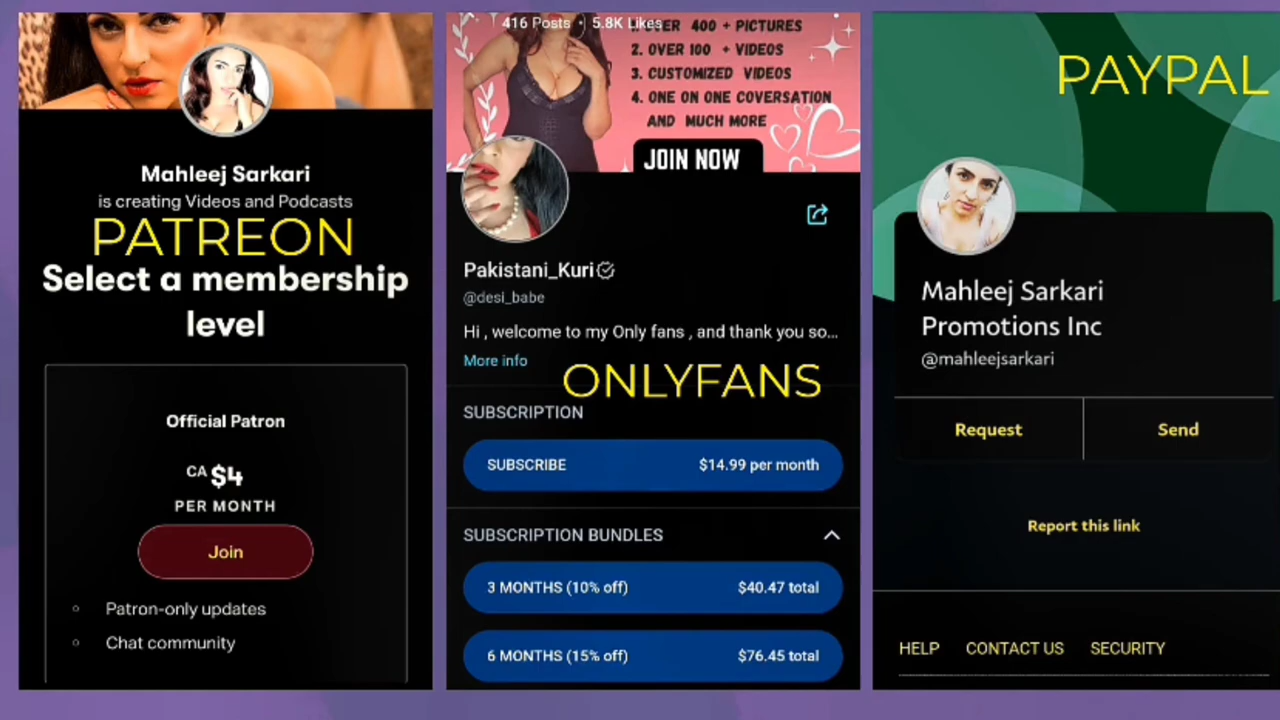 Mahleej Sarkari
is creating Videos and Podcasts
PATREON
Select a membership
level
Official Patron
CA $4
PER MONTH
Join
Patron-only updates
Chat community
416 Posts • 5.8K Likes
1. OVER 400 + PICTURES
2. OVER 100 + VIDEOS
3. CUSTOMIZED VIDEOS
4. ONE ON ONE COVERSATION
AND MUCH MORE
JOIN NOW
Pakistani_Kuri
@desi_babe
Hi , welcome to my Only fans , and thank you so...
More info
ONLYFANS
SUBSCRIPTION
SUBSCRIBE $14.99 per month
SUBSCRIPTION BUNDLES
3 MONTHS (10% off) $40.47 total
6 MONTHS (15% off) $76.45 total
PAYPAL
Mahleej Sarkari
Promotions Inc
@mahleejsarkari
Request Send
Report this link
HELP CONTACT US SECURITY